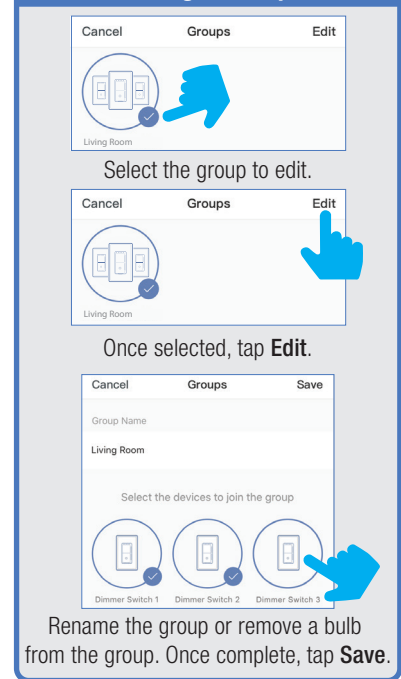 Cancel Groups Edit
Living Room
Select the group to edit.
Cancel Groups Edit
Living Room
Once selected, tap Edit.
Cancel Groups Save
Group Name
Living Room
Select the devices to join the group
Dimmer Switch 1 Dimmer Switch 2 Dimmer Switch 3
Rename the group or remove a bulb
from the group. Once complete, tap Save.